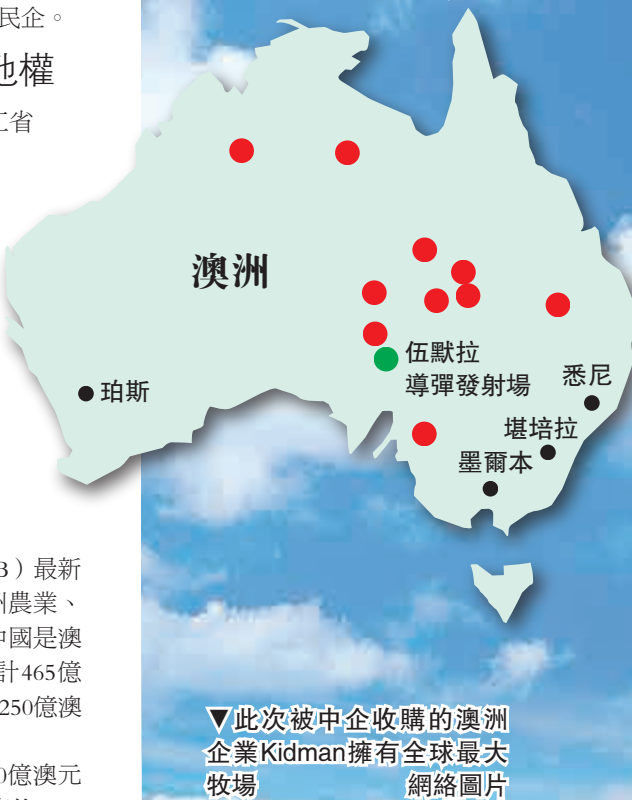 民企。
地權
江省
澳洲
伍默拉
導彈發射場
珀斯
悉尼
堪培拉
墨爾本
B）最新
洲農業、
中國是澳
計465億
250億澳
0億澳元
▼此次被中企收購的澳洲
企業Kidman擁有全球最大
牧場 網絡圖片